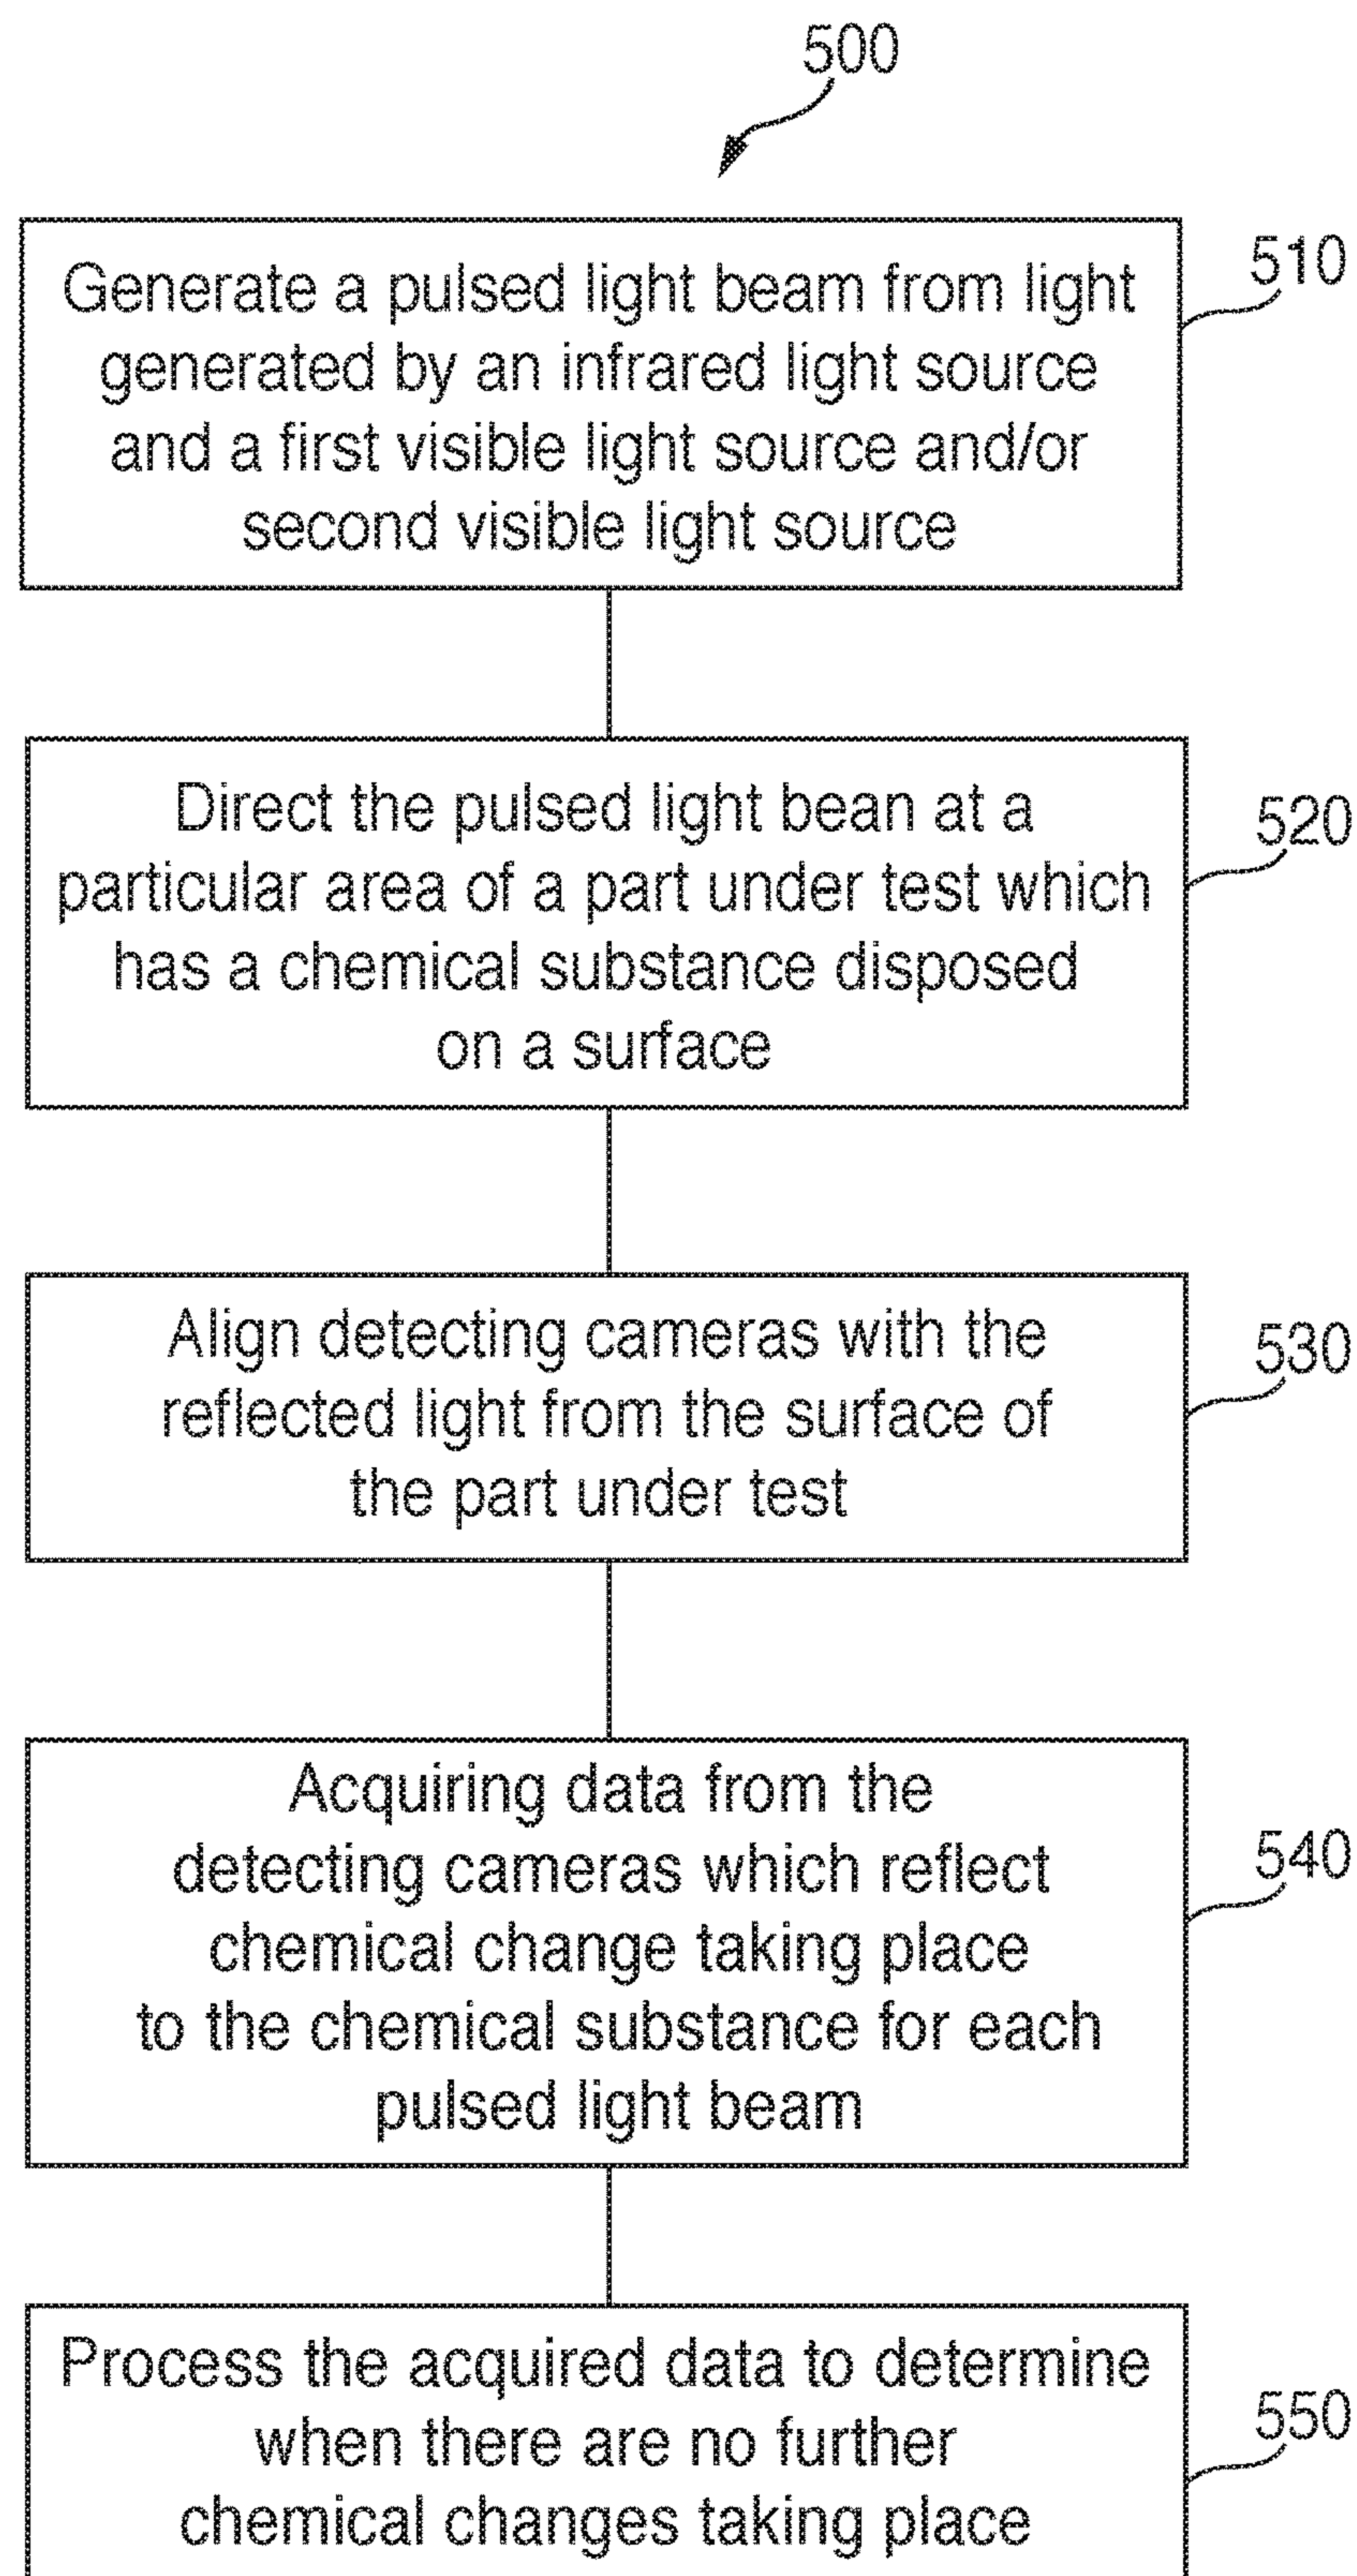 500
Generate a pulsed light beam from light
generated by an infrared light source
and a first visible light source and/or
second visible light source
510
Direct the pulsed light bean at a
particular area of a part under test which
has a chemical substance disposed
on a surface
520
Align detecting cameras with the
reflected light from the surface of
the part under test
530
Acquiring data from the
detecting cameras which reflect
chemical change taking place
to the chemical substance for each
pulsed light beam
540
Process the acquired data to determine
when there are no further
chemical changes taking place
550